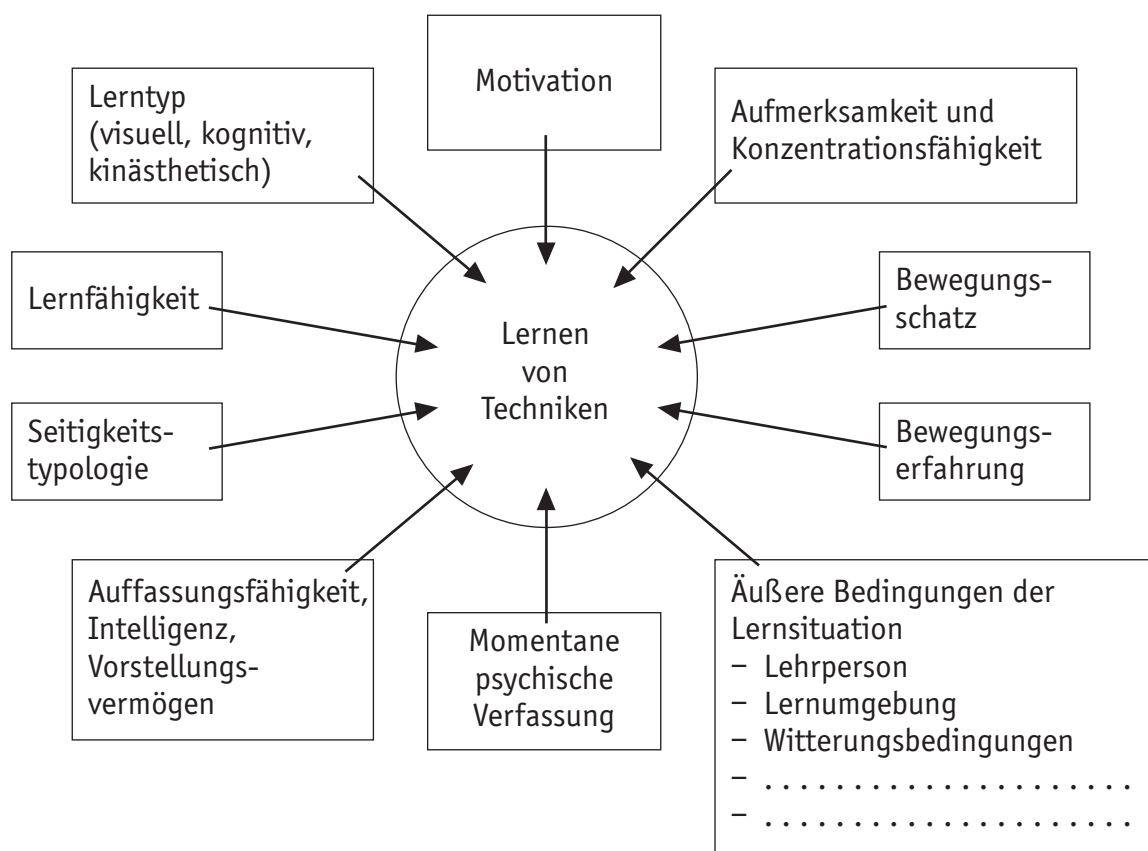 Motivation
Lerntyp
(visuell, kognitiv,
kinästhetisch)
Aufmerksamkeit und
Konzentrationsfähigkeit
Lernfähigkeit
Bewegungs-
schatz
Lernen
von
Techniken
Seitigkeits-
typologie
Bewegungs-
erfahrung
Auffassungsfähigkeit,
Intelligenz,
Vorstellungs-
vermögen
Momentane
psychische
Verfassung
Äußere Bedingungen der
Lernsituation
– Lehrperson
– Lernumgebung
– Witterungsbedingungen
– . . . . . . . . . . . . . . . . . . . . . .
– . . . . . . . . . . . . . . . . . . . . . .